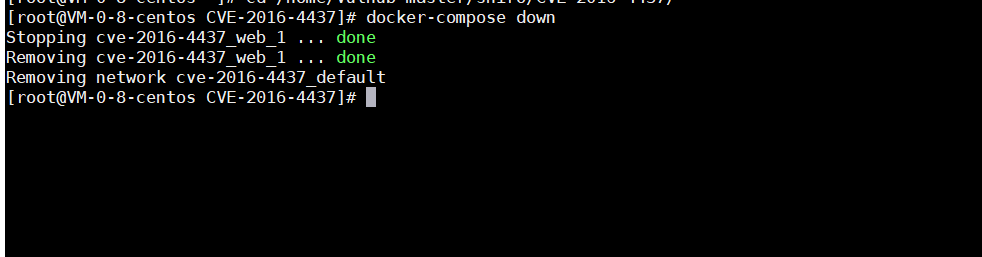 [root@VM-0-8-centos CVE-2016-4437]# docker-compose down
Stopping cve-2016-4437_web_1 ... done
Removing cve-2016-4437_web_1 ... done
Removing network cve-2016-4437_default
[root@VM-0-8-centos CVE-2016-4437]#